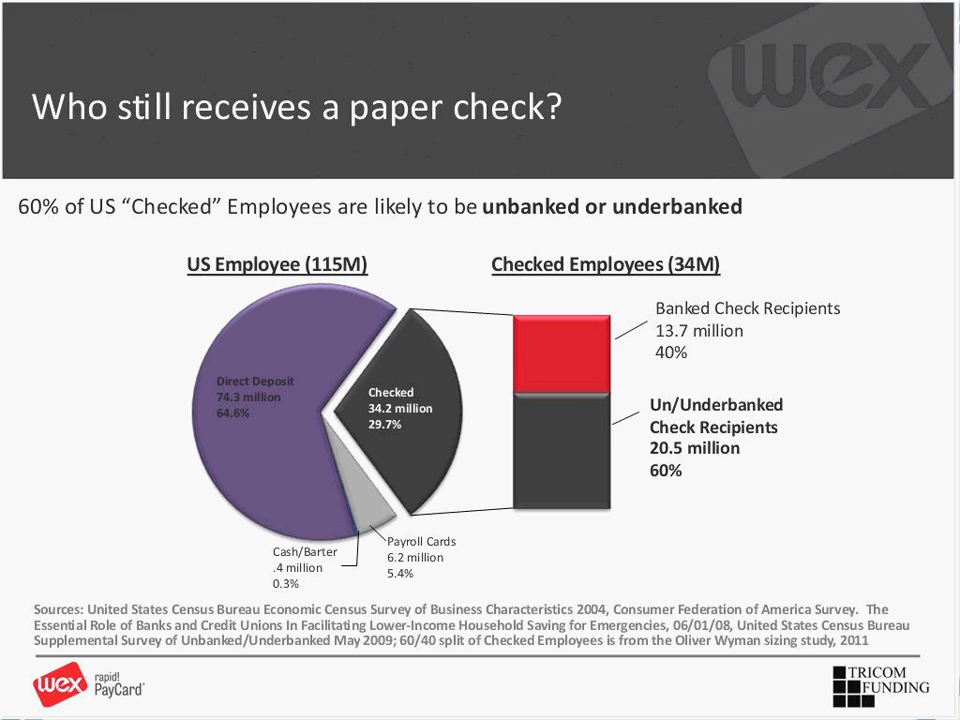 wex
Who still receives a paper check?
60% of US “Checked” Employees are likely to be unbanked or underbanked
US Employee (115M)
Checked Employees (34M)
Direct Deposit
74.3 million
64.6%
Checked
34.2 million
29.7%
Cash/Barter
.4 million
0.3%
Payroll Cards
6.2 million
5.4%
Banked Check Recipients
13.7 million
40%
Un/Underbanked
Check Recipients
20.5 million
60%
Sources: United States Census Bureau Economic Census Survey of Business Characteristics 2004, Consumer Federation of America Survey. The
Essential Role of Banks and Credit Unions In Facilitating Lower-Income Household Saving for Emergencies, 06/01/08, United States Census Bureau
Supplemental Survey of Unbanked/Underbanked May 2009; 60/40 split of Checked Employees is from the Oliver Wyman sizing study, 2011
wex
rapid!
PayCard®
TRICOM
FUNDING